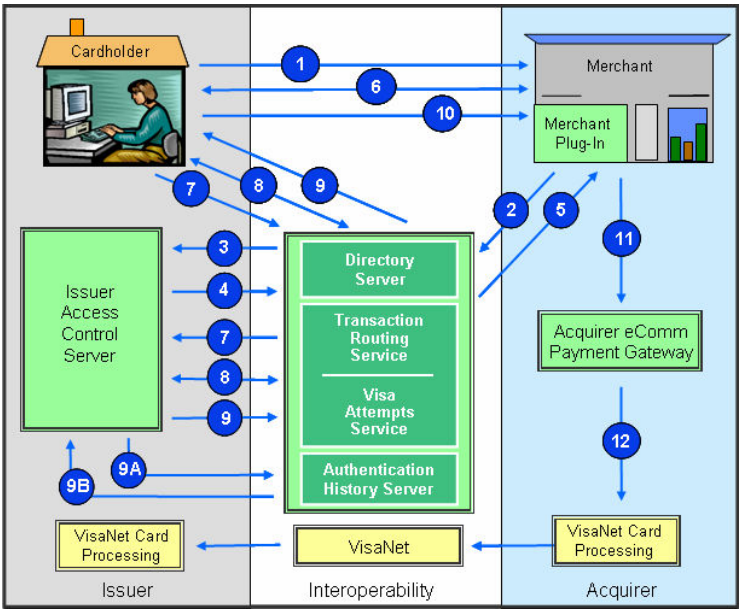 Cardholder
1
Merchant
6
10
Merchant
Plug-In
7
8
9
2
5
3
11
Directory
Server
Issuer
Access
Control
Server
4
Transaction
Routing
Service
7
Acquirer eComm
Payment Gateway
8
Visa
Attempts
Service
9
12
9A
9B
Authentication
History Server
VisaNet Card
Processing
VisaNet
VisaNet Card
Processing
Issuer
Interoperability
Acquirer